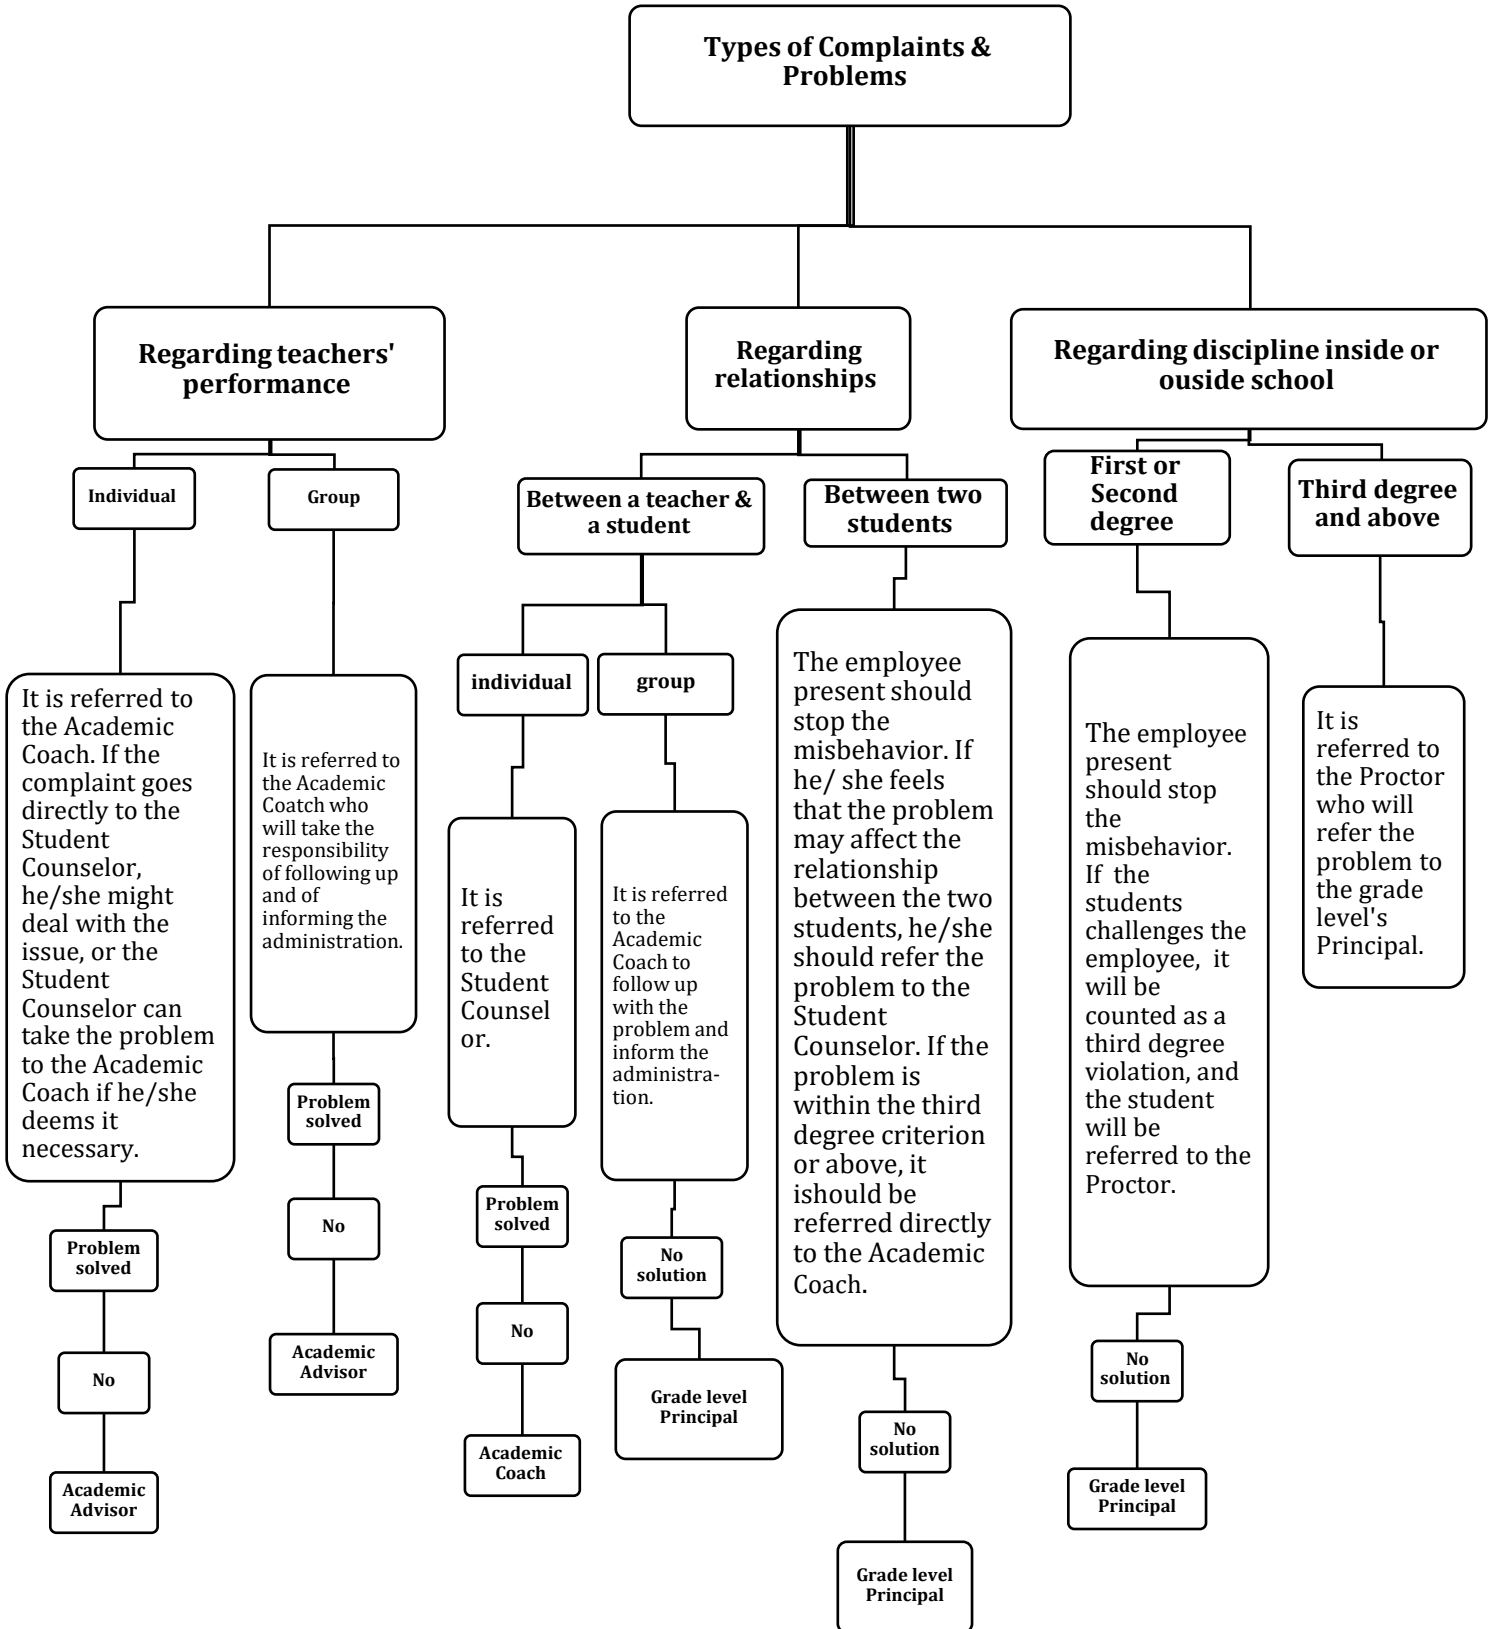 Types of Complaints &
Problems
Regarding teachers'
performance
Individual
It is referred to
the Academic
Coach. If the
complaint goes
directly to the
Student
Counselor,
he/she might
deal with the
issue, or the
Student
Counselor can
take the problem
to the Academic
Coach if he/she
deems it
necessary.
Problem
solved
No
Academic
Advisor
Group
It is referred to
the Academic
Coatch who
will take the
responsibility
of following up
and of
informing the
administration.
Problem
solved
No
Academic
Advisor
Regarding
relationships
Between a teacher &
a student
individual
It is
referred
to the
Student
Counsel
or.
Problem
solved
No
Academic
Coach
group
It is referred
to the
Academic
Coach to
follow up
with the
problem and
inform the
administra-
tion.
No
solution
Grade level
Principal
Between two
students
The employee
present should
stop the
misbehavior. If
he/ she feels
that the problem
may affect the
relationship
between the two
students, he/she
should refer the
problem to the
Student
Counselor. If the
problem is
within the third
degree criterion
or above, it
ishould be
referred directly
to the Academic
Coach.
No
solution
Grade level
Principal
Regarding discipline inside or
ouside school
First or
Second
degree
The employee
present
should stop
the
misbehavior.
If the
students
challenges the
employee, it
will be
counted as a
third degree
violation, and
the student
will be
referred to the
Proctor.
No
solution
Grade level
Principal
Third degree
and above
It is
referred to
the Proctor
who will
refer the
problem to
the grade
level's
Principal.